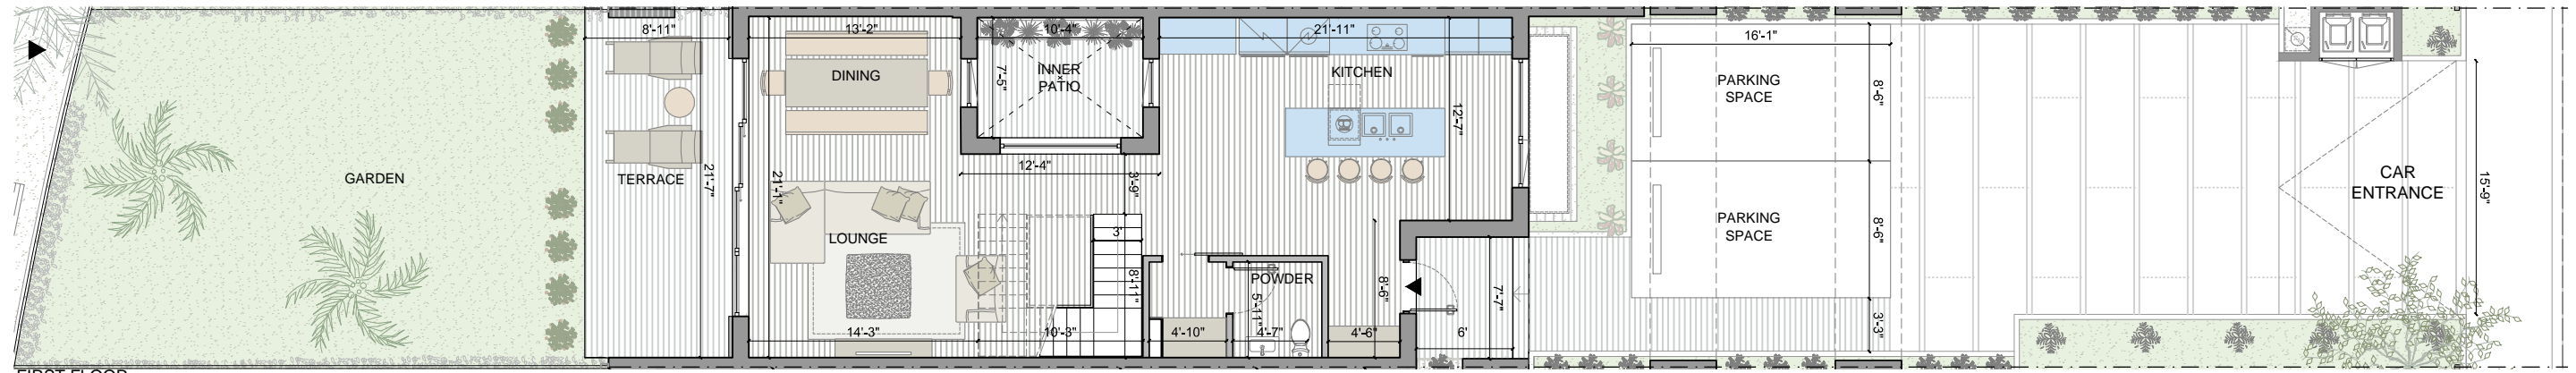 8'-11"
13'-2"
10'-4"
21'-11"
16'-1"
DINING
INNER
PATIO
7'-5"
KITCHEN
PARKING
SPACE
8'-6"
12'-7"
GARDEN
TERRACE
21'-7"
21'-1"
12'-4"
3'-9"
CAR
ENTRANCE
15'-9"
LOUNGE
3'
PARKING
SPACE
8'-6"
8'-11"
POWDER
5'-11"
8'-6"
7'-7"
14'-3"
10'-3"
4'-10"
4'-7"
4'-6"
6'
3'-3"
FIRST FLOOR